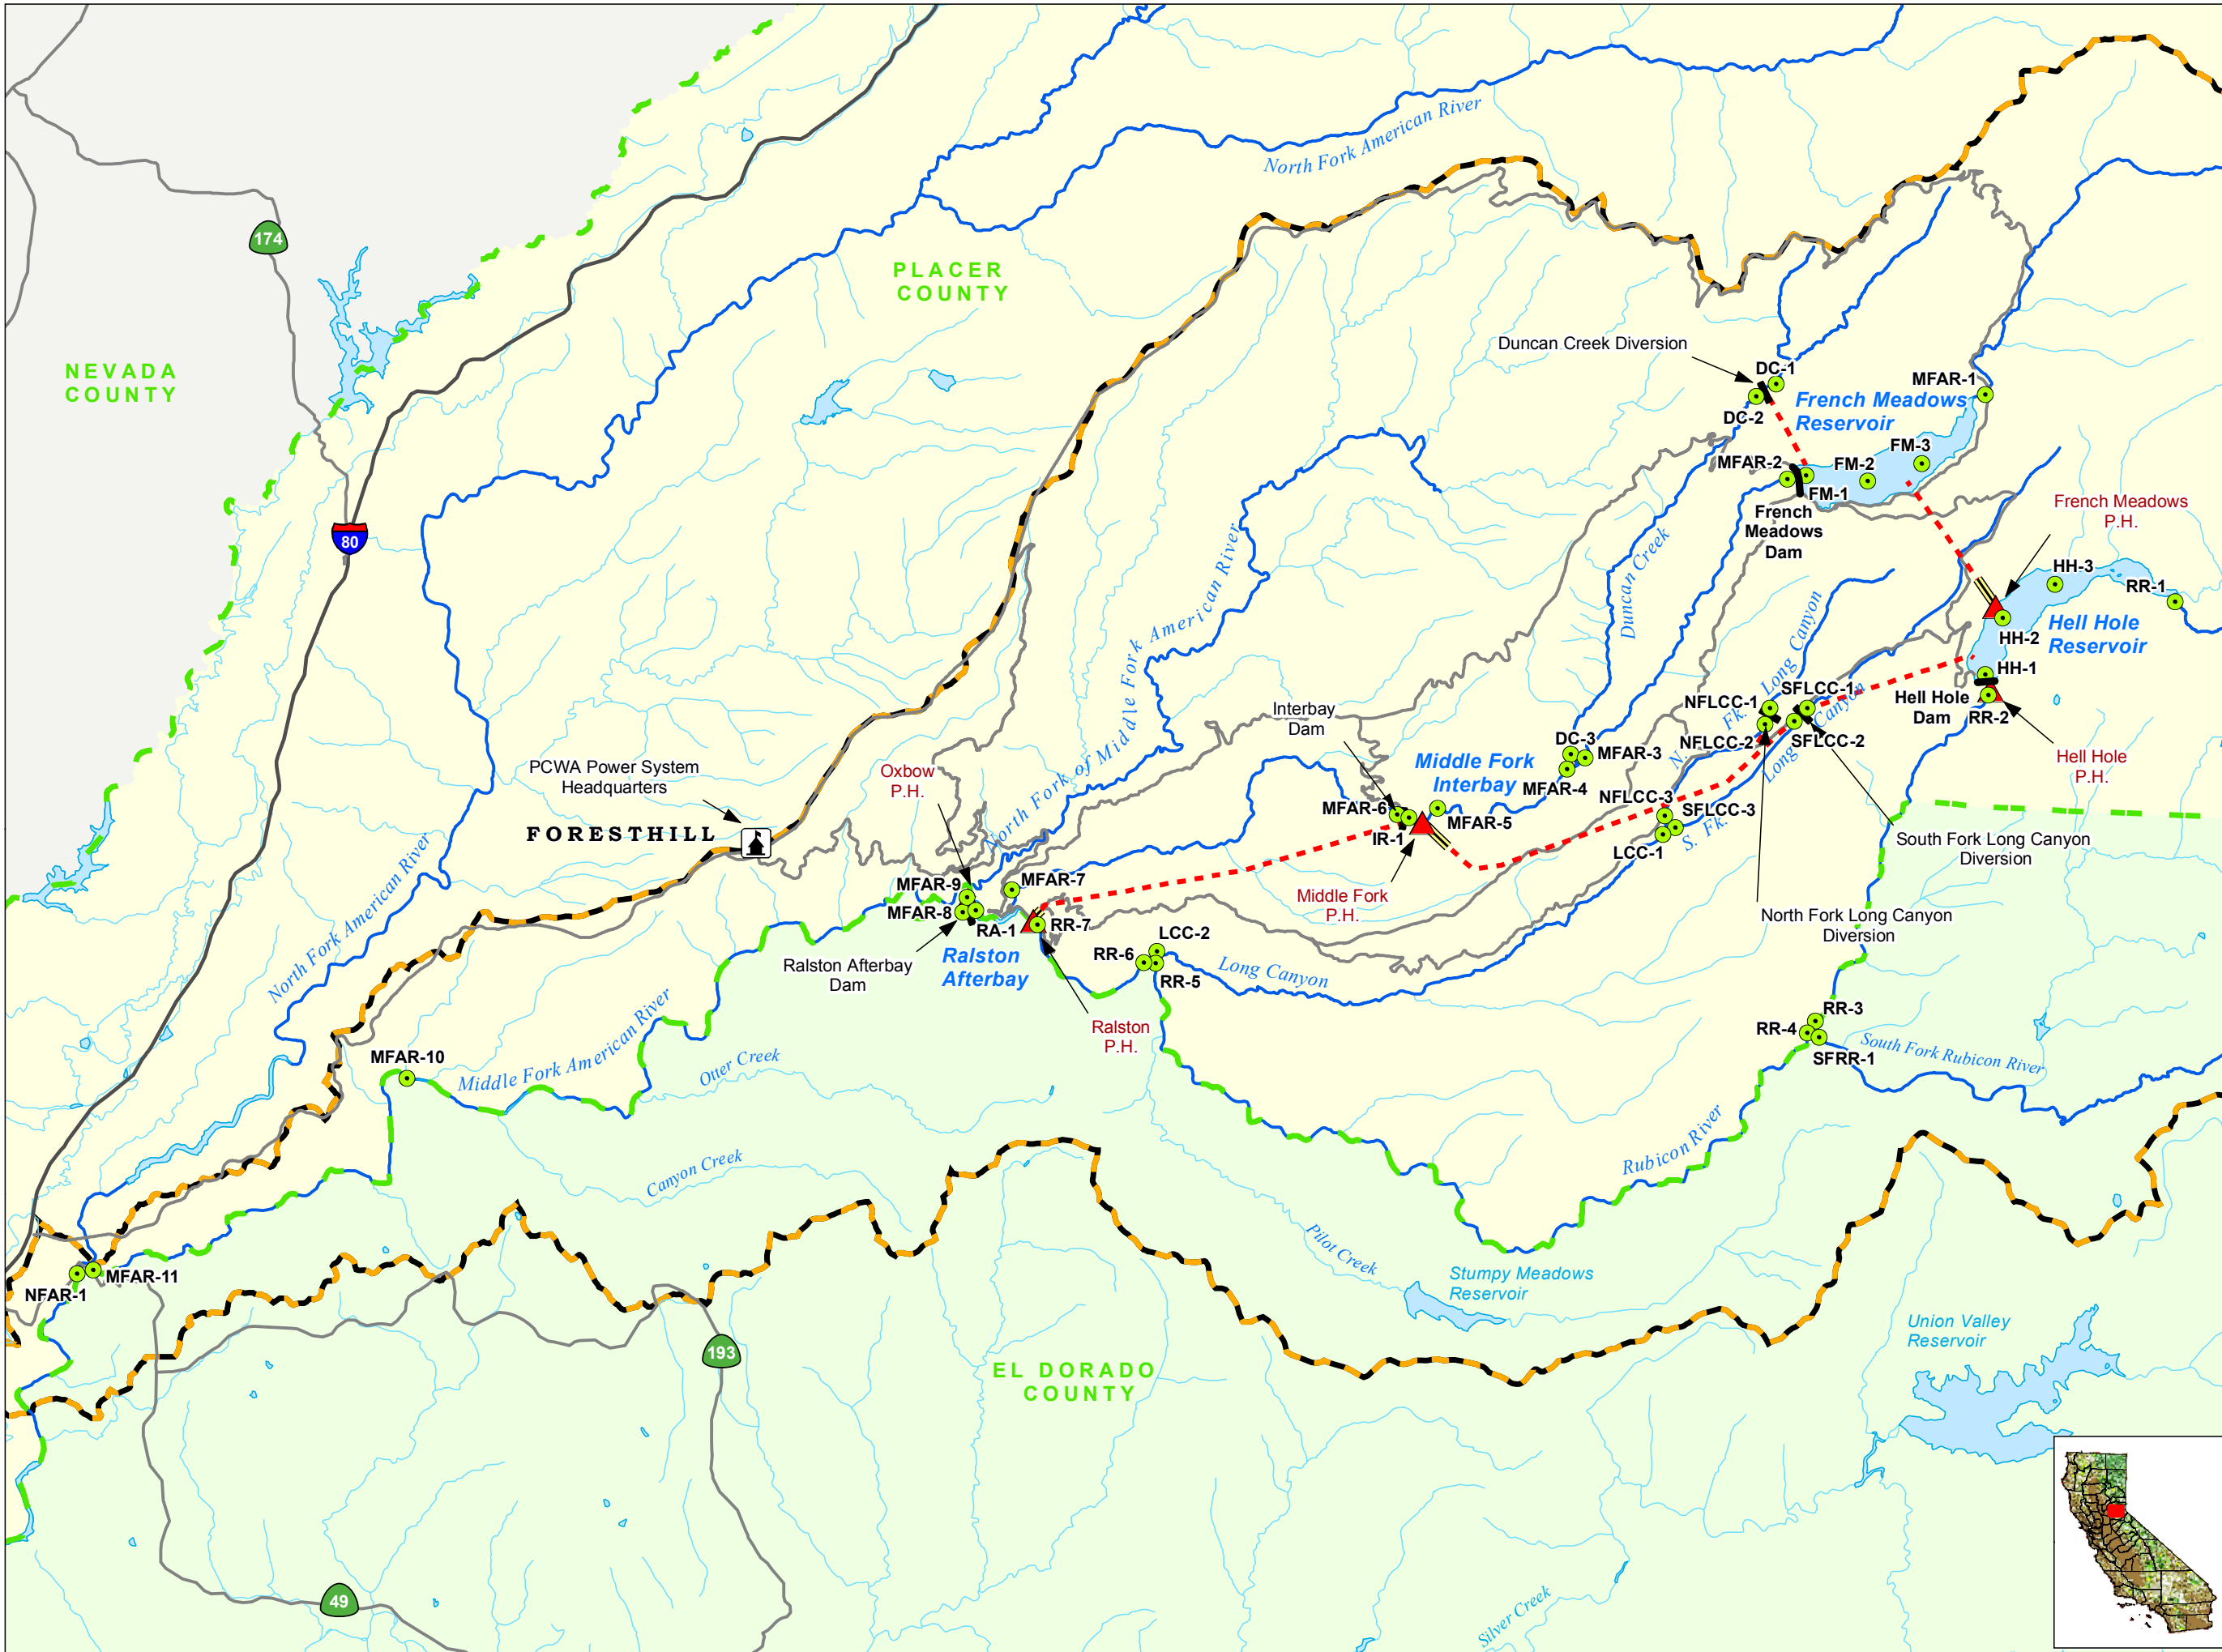 North Fork American River
174
PLACER
COUNTY
NEVADA
COUNTY
Duncan Creek Diversion
DC-1
DC-2
French Meadows
Reservoir
MFAR-1
FM-3
FM-2
MFAR-2
FM-1
French
Meadows
Dam
French Meadows
P.H.
80
North Fork of Middle Fork American River
Duncan Creek
HH-3
RR-1
HH-2
Hell Hole
Reservoir
HH-1
Hell Hole
Dam
RR-2
Hell Hole
P.H.
N. Fk. Long Canyon
NFLCC-1
SFLCC-1
NFLCC-2
SFLCC-2
S. Fk. Long Canyon
Interbay
Dam
DC-3
MFAR-3
MFAR-4
Middle Fork
Interbay
MFAR-6
MFAR-5
IR-1
NFLCC-3
SFLCC-3
LCC-1
South Fork Long Canyon
Diversion
North Fork Long Canyon
Diversion
PCWA Power System
Headquarters
Oxbow
P.H.
FORESTHILL
Middle Fork
P.H.
MFAR-9
MFAR-7
MFAR-8
RA-1
RR-7
Ralston Afterbay
Dam
Ralston
Afterbay
LCC-2
RR-6
RR-5
Long Canyon
Ralston
P.H.
North Fork American River
RR-3
RR-4
SFRR-1
South Fork Rubicon River
MFAR-10
Middle Fork American River
Otter Creek
Canyon Creek
Rubicon River
Pilot Creek
MFAR-11
NFAR-1
Stumpy Meadows
Reservoir
Union Valley
Reservoir
193
EL DORADO
COUNTY
49
Silver Creek